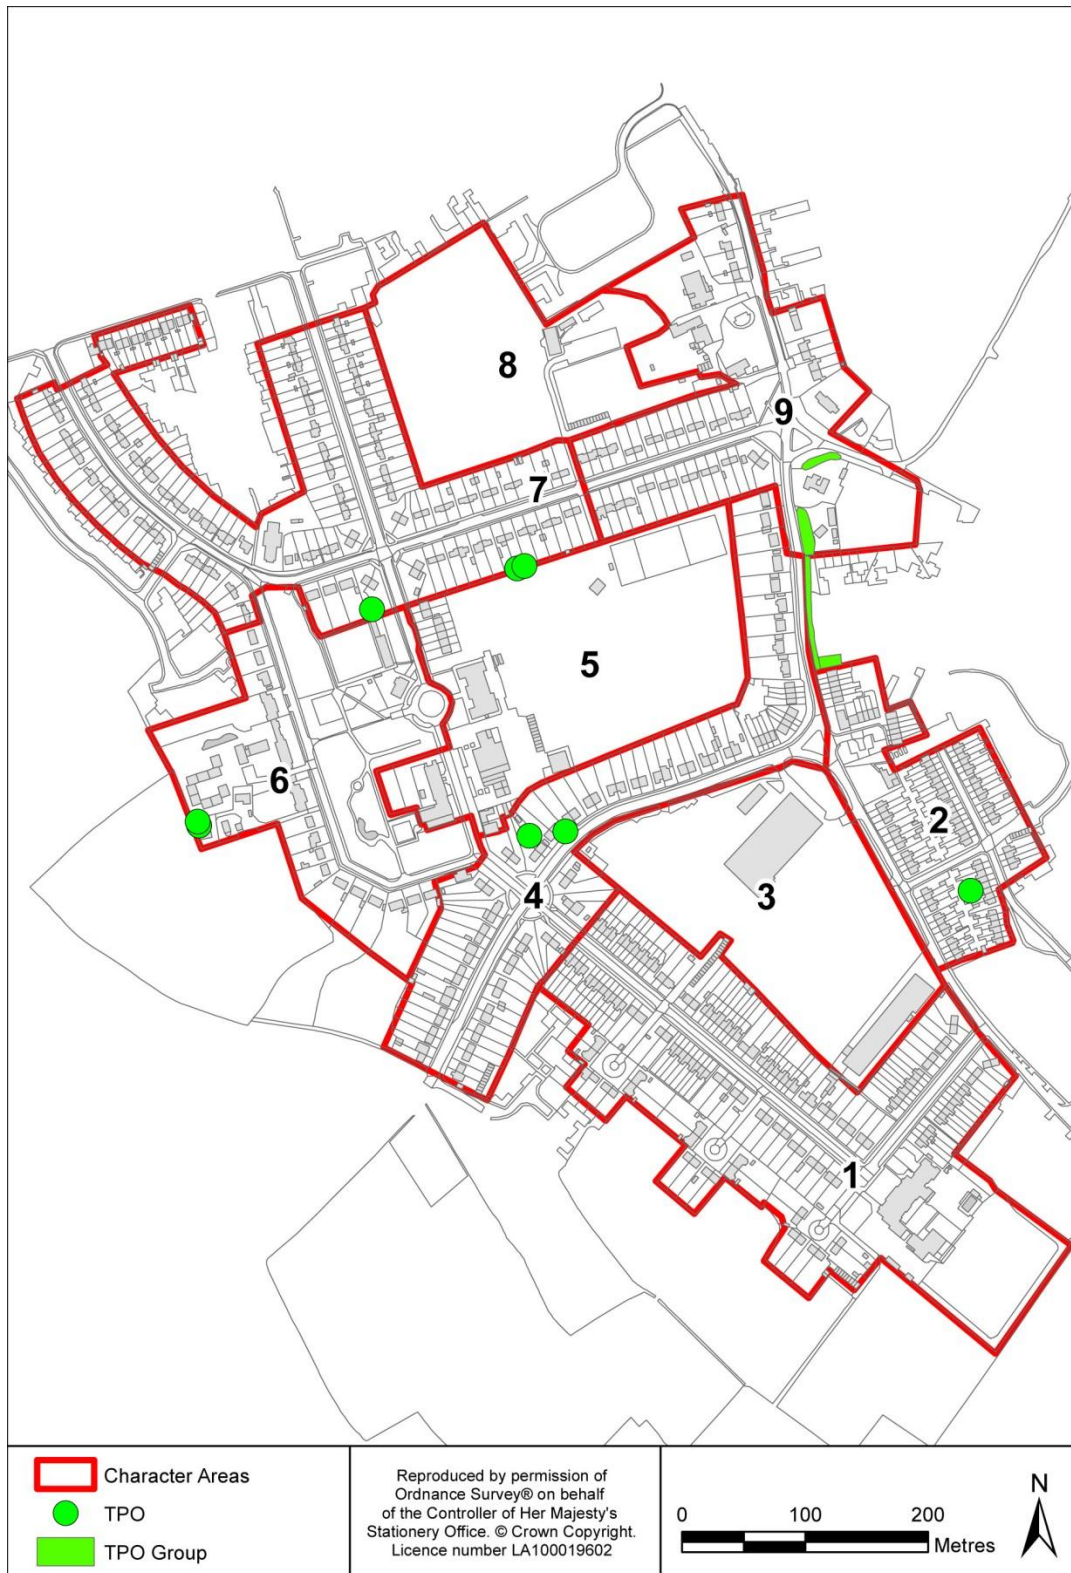 8
9
7
5
6
2
3
4
1
Character Areas
TPO
TPO Group
Reproduced by permission of
Ordnance Survey® on behalf
of the Controller of Her Majesty's
Stationery Office. © Crown Copyright.
Licence number LA100019602
0 100 200
Metres
N